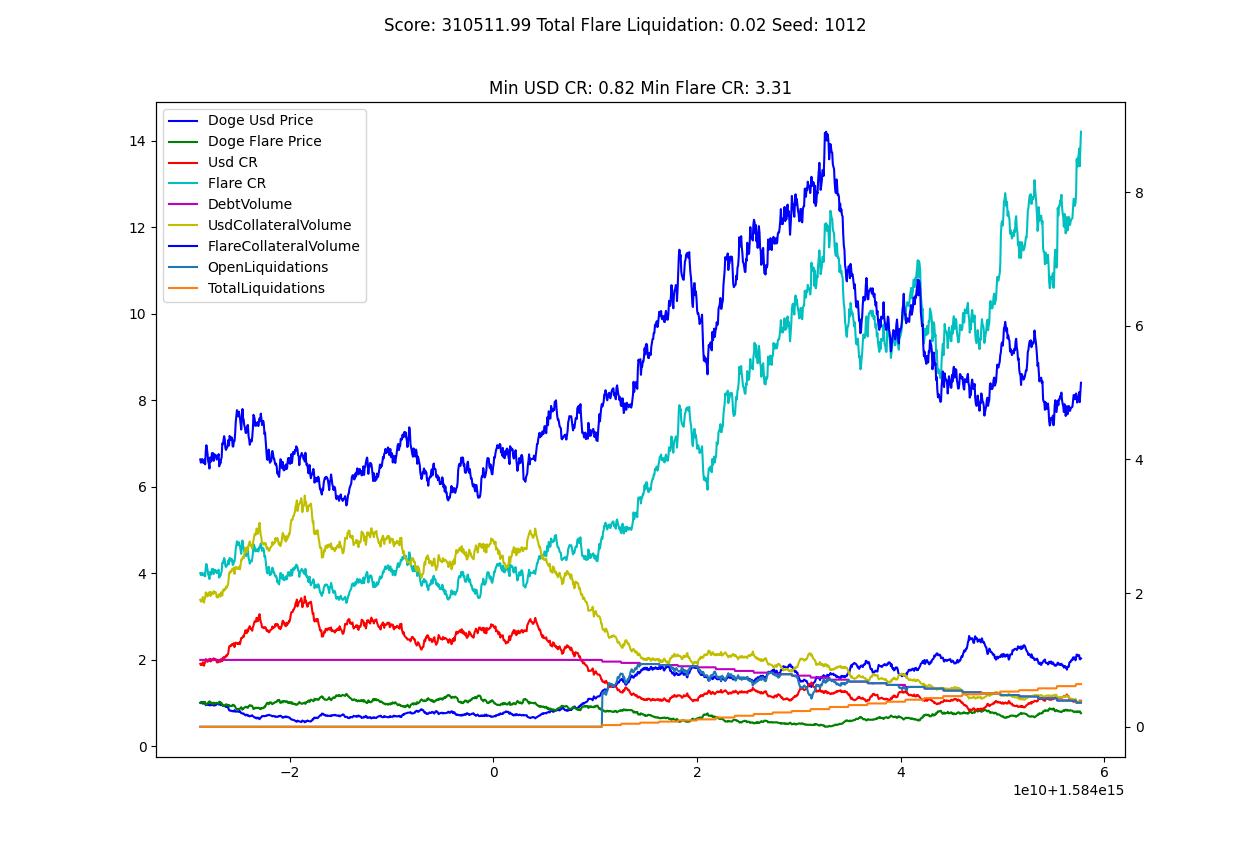 Score: 310511.99 Total Flare Liquidation: 0.02 Seed: 1012
Min USD CR: 0.82 Min Flare CR: 3.31
Doge Usd Price
Doge Flare Price
Usd CR
Flare CR
DebtVolume
UsdCollateralVolume
FlareCollateralVolume
OpenLiquidations
TotalLiquidations
14
12
10
8
6
4
2
0
8
6
4
2
0
−2
0
2
4
6
1e10+1.584e15